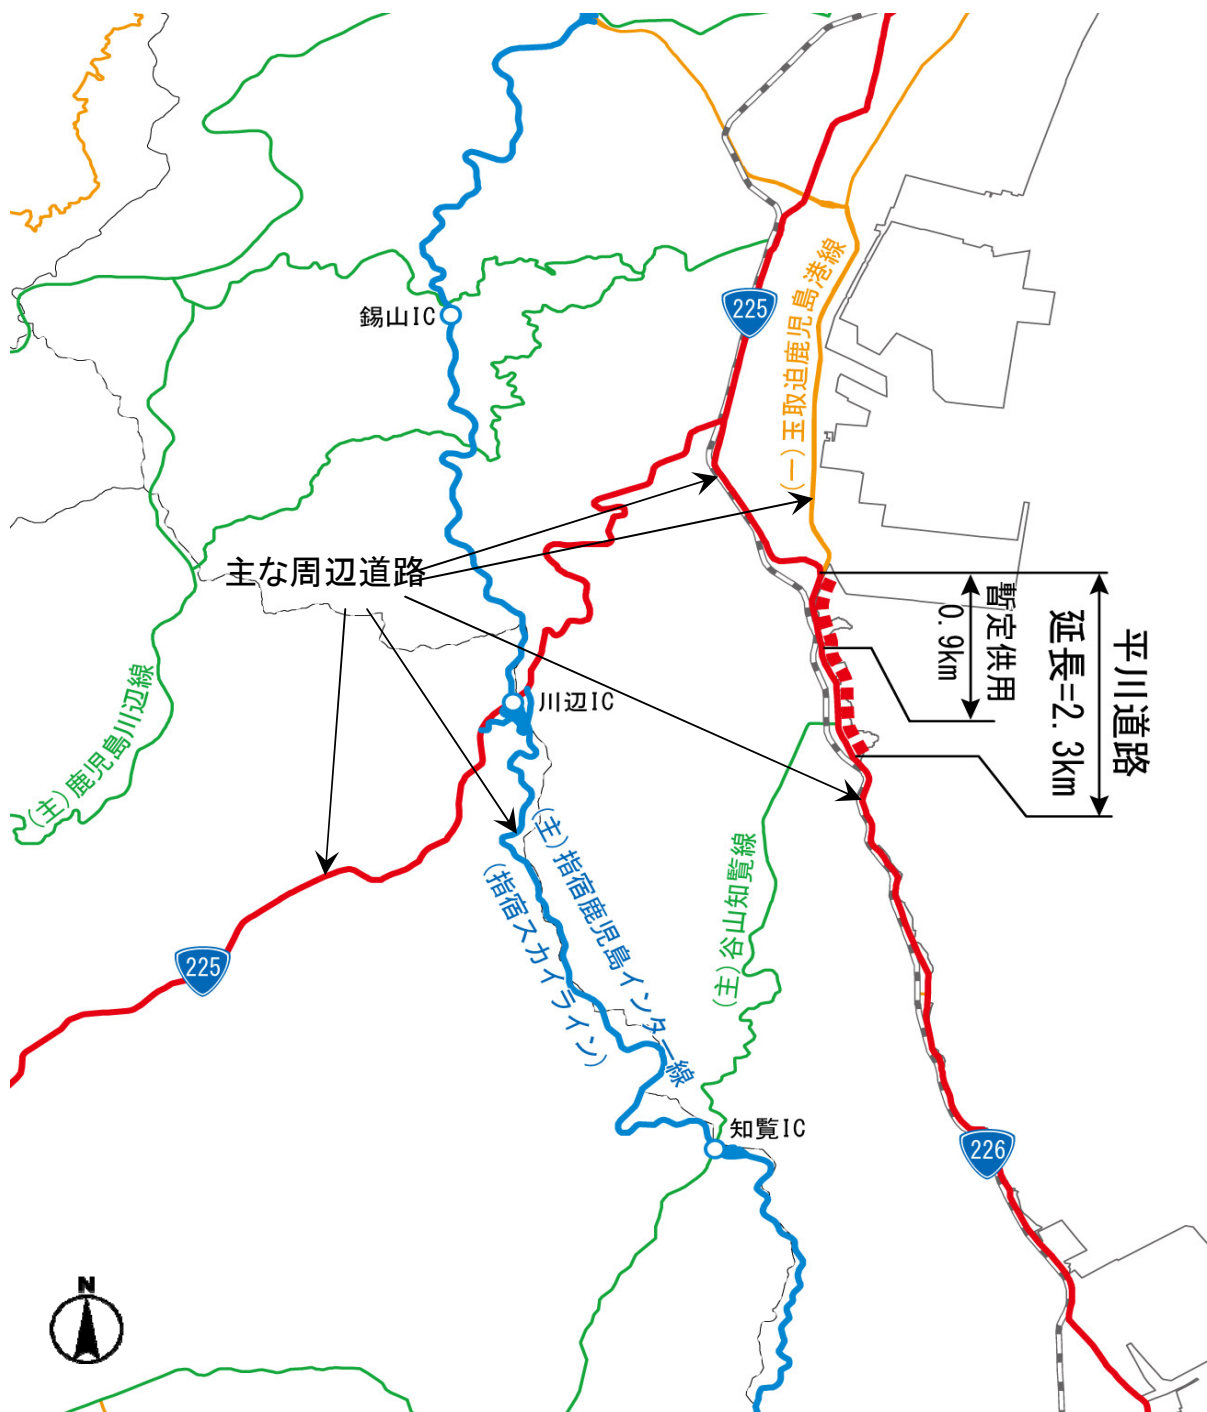 225
(一)玉取迫鹿児島港線
錫山IC
主な周辺道路
暫定供用
0.9km
延長=2.3km
平川道路
川辺IC
(主)鹿児島川辺線
(主)指宿鹿児島インター線
(指宿スカイライン)
(主)谷山知覧線
225
知覧IC
226
N